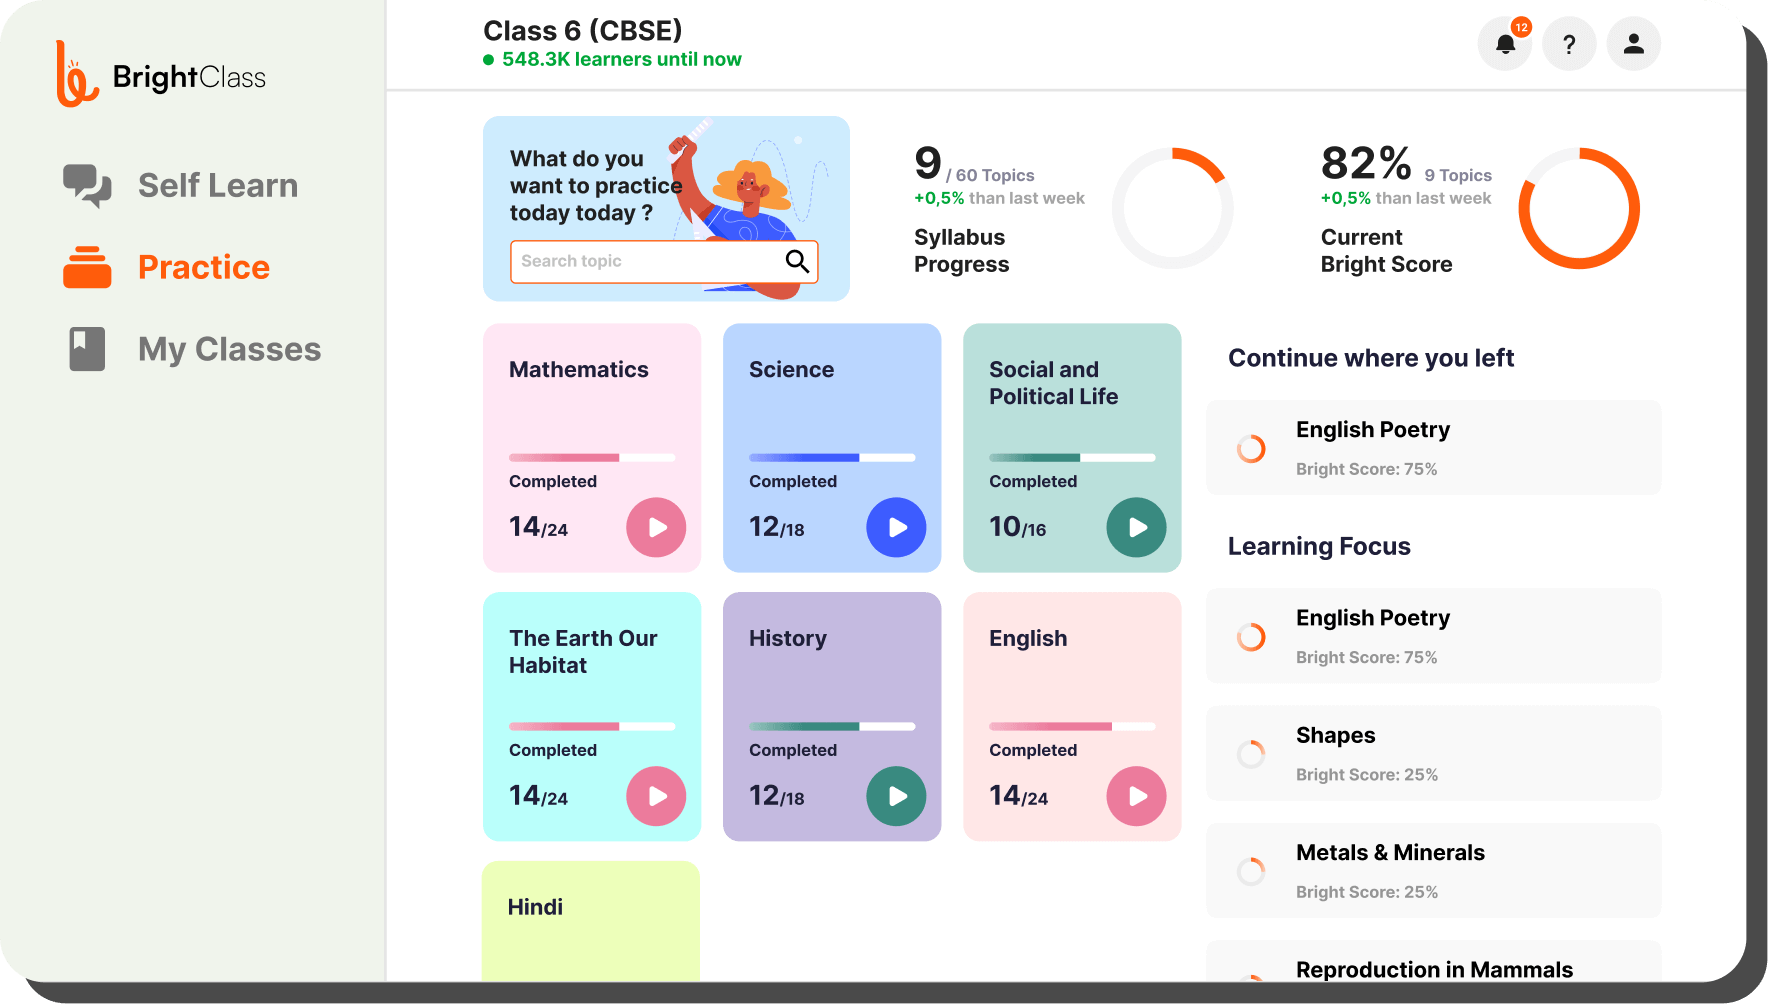 BrightClass
Self Learn
Practice
My Classes
Class 6 (CBSE)
548.3K learners until now
12
?
What do you
want to practice
today today ?
Search topic
9 / 60 Topics
+0,5% than last week
Syllabus
Progress
82% 9 Topics
+0,5% than last week
Current
Bright Score
Mathematics
Completed
14/24
Science
Completed
12/18
Social and
Political Life
Completed
10/16
The Earth Our
Habitat
Completed
14/24
History
Completed
12/18
English
Completed
14/24
Hindi
Continue where you left
English Poetry
Bright Score: 75%
Learning Focus
English Poetry
Bright Score: 75%
Shapes
Bright Score: 25%
Metals & Minerals
Bright Score: 25%
Reproduction in Mammals